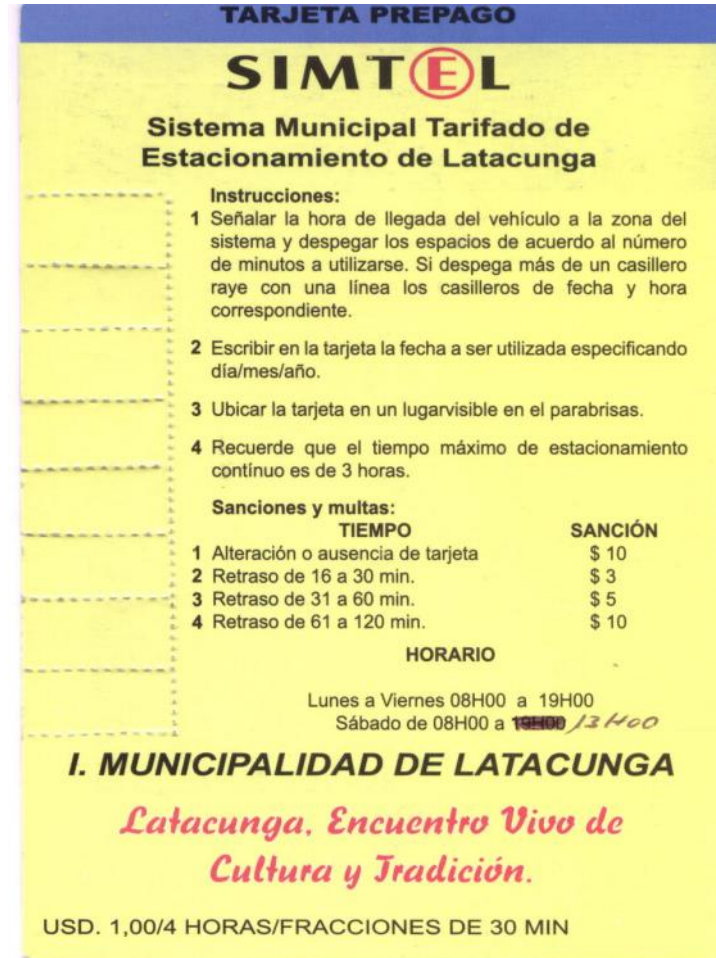 TARJETA PREPAGO
SIMTEL
Sistema Municipal Tarifado de
Estacionamiento de Latacunga
Instrucciones:
1 Señalar la hora de llegada del vehículo a la zona del
sistema y despegar los espacios de acuerdo al número
de minutos a utilizarse. Si despega más de un casillero
raye con una línea los casilleros de fecha y hora
correspondiente.
2 Escribir en la tarjeta la fecha a ser utilizada especificando
día/mes/año.
3 Ubicar la tarjeta en un lugarvisible en el parabrisas.
4 Recuerde que el tiempo máximo de estacionamiento
contínuo es de 3 horas.
Sanciones y multas:
TIEMPO SANCIÓN
1 Alteración o ausencia de tarjeta $ 10
2 Retraso de 16 a 30 min. $ 3
3 Retraso de 31 a 60 min. $ 5
4 Retraso de 61 a 120 min. $ 10
HORARIO
Lunes a Viernes 08H00 a 19H00
Sábado de 08H00 a 19H00 13H00
I. MUNICIPALIDAD DE LATACUNGA
Latacunga, Encuentro Vivo de
Cultura y Tradición.
USD. 1,00/4 HORAS/FRACCIONES DE 30 MIN